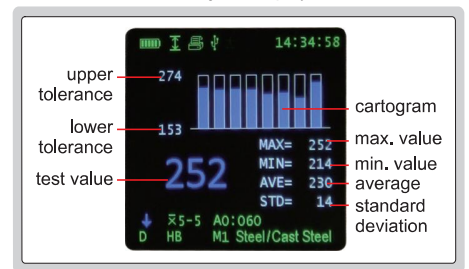 14:34:58
upper tolerance
274
cartogram
lower tolerance
153
MAX= 252
max. value
MIN= 214
min. value
test value
252
AVE= 230
average
STD= 14
standard deviation
x̅5-5 A0:060
D HB M1 Steel/Cast Steel